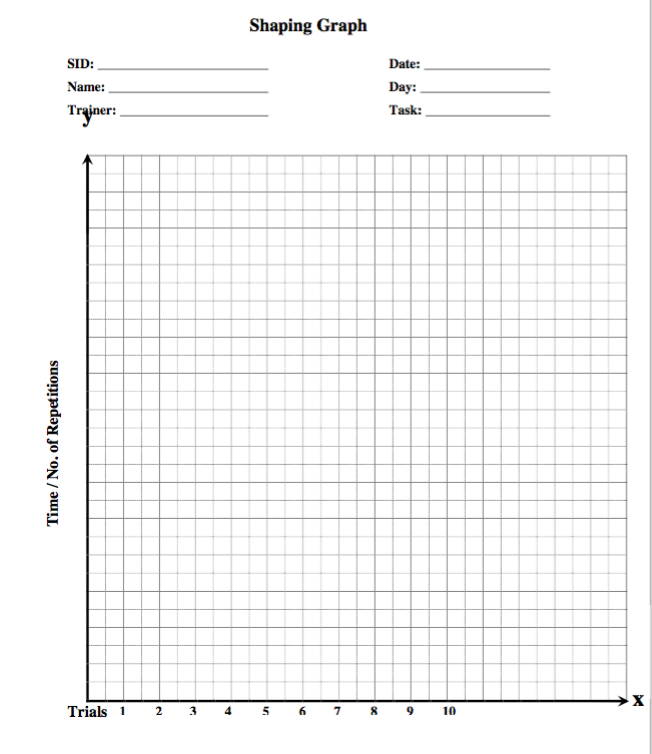 Shaping Graph
SID: Date:
Name: Day:
Trainer: Task:
y
Time / No. of Repetitions
x
Trials 1 2 3 4 5 6 7 8 9 10